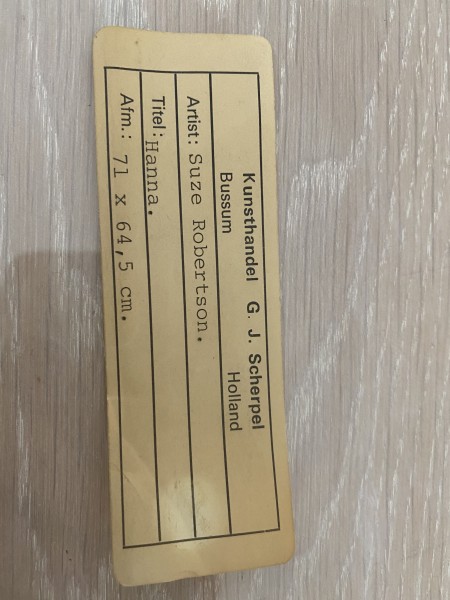 Kunsthandel G. J. Scherpel
Bussum Holland
Artist: Suze Robertson.
Titel: Hanna.
Afm.: 71 x 64,5 cm.